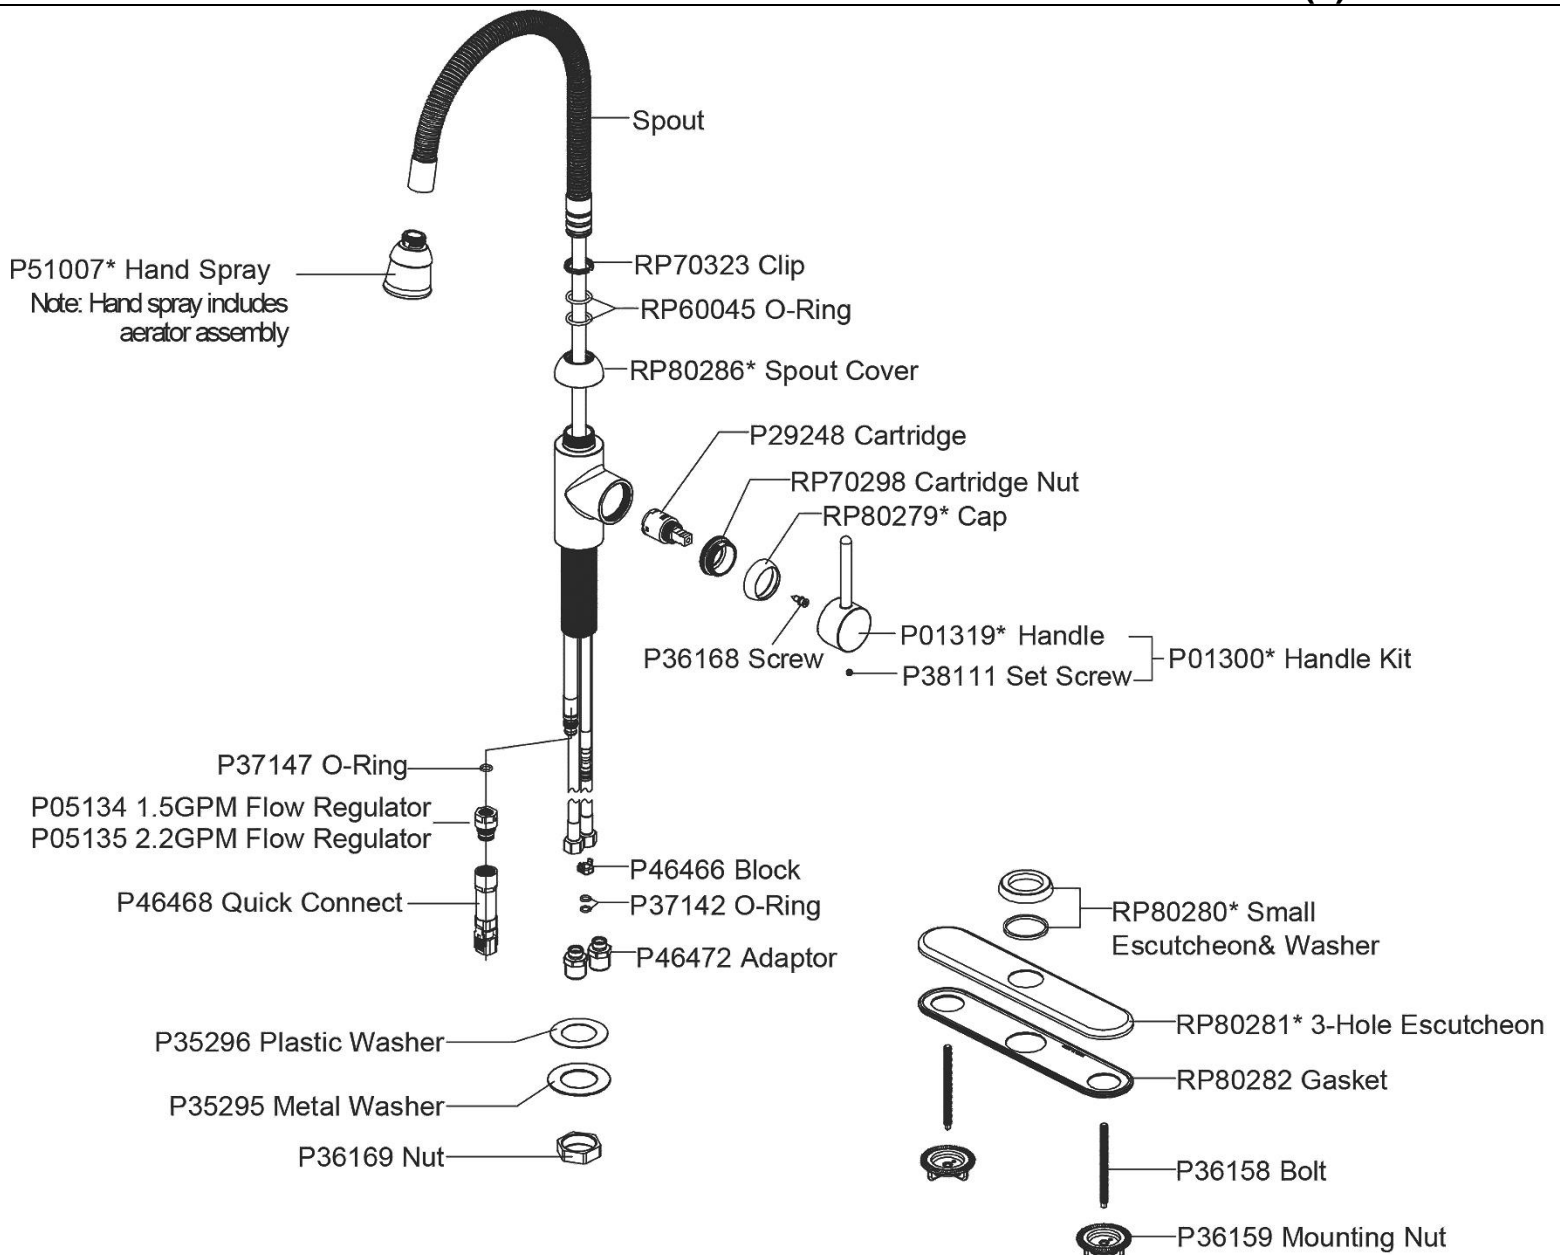 Spout
P51007* Hand Spray
Note: Hand spray includes
aerator assembly
RP70323 Clip
RP60045 O-Ring
RP80286* Spout Cover
P29248 Cartridge
RP70298 Cartridge Nut
RP80279* Cap
P01319* Handle
P36168 Screw
P38111 Set Screw
P01300* Handle Kit
P37147 O-Ring
P05134 1.5GPM Flow Regulator
P05135 2.2GPM Flow Regulator
P46468 Quick Connect
P46466 Block
P37142 O-Ring
P46472 Adaptor
RP80280* Small
Escutcheon& Washer
P35296 Plastic Washer
P35295 Metal Washer
P36169 Nut
RP80281* 3-Hole Escutcheon
RP80282 Gasket
P36158 Bolt
P36159 Mounting Nut